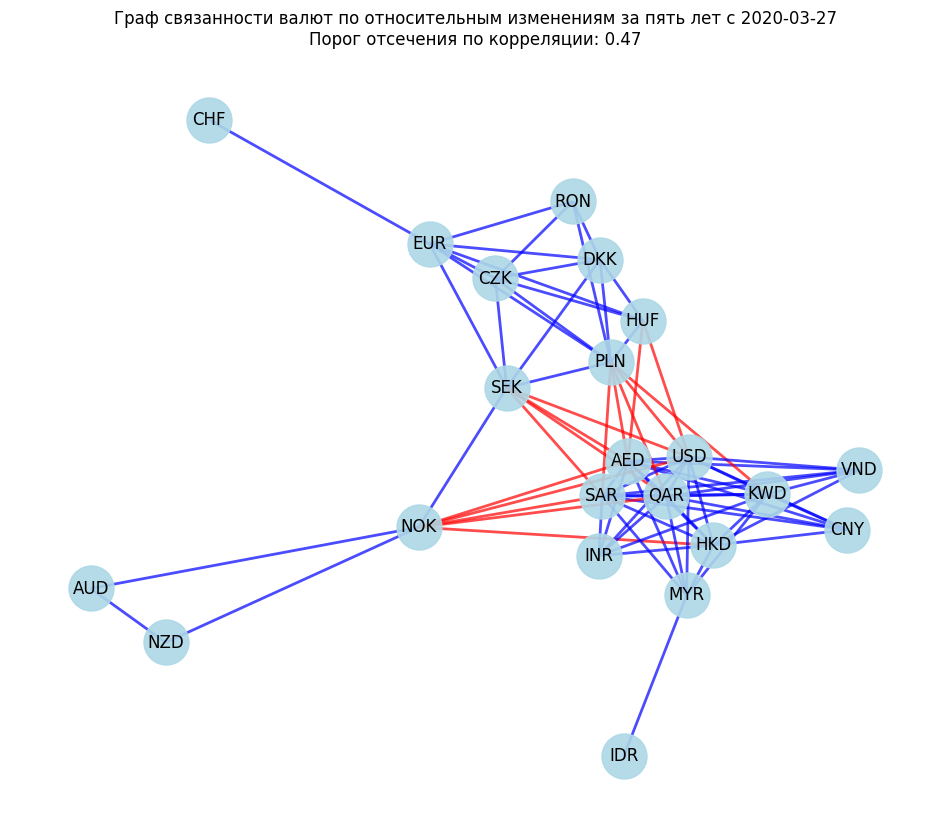 Граф связанности валют по относительным изменениям за пять лет с 2020-03-27
Порог отсечения по корреляции: 0.47
CHF
RON
EUR
DKK
CZK
HUF
PLN
SEK
AED
USD
VND
SAR
QAR
KWD
NOK
CNY
HKD
INR
AUD
MYR
NZD
IDR